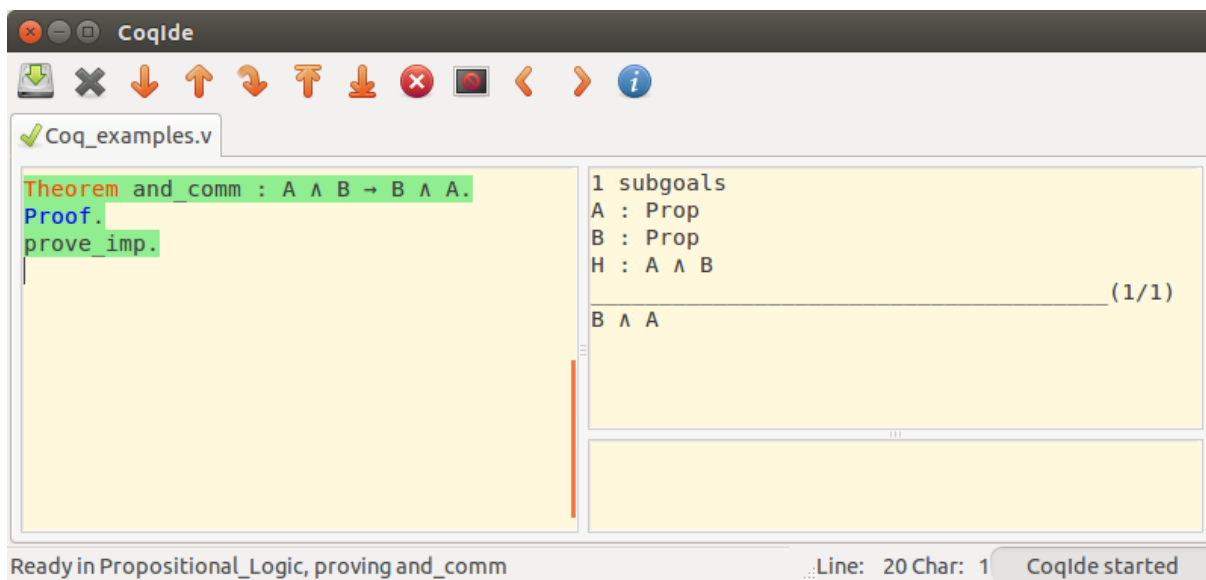 CoqIde
Coq_examples.v
Theorem and_comm : A ∧ B → B ∧ A.
Proof.
prove_imp.
1 subgoals
A : Prop
B : Prop
H : A ∧ B
______________________________________(1/1)
B ∧ A
Ready in Propositional_Logic, proving and_comm
Line: 20 Char: 1
CoqIde started